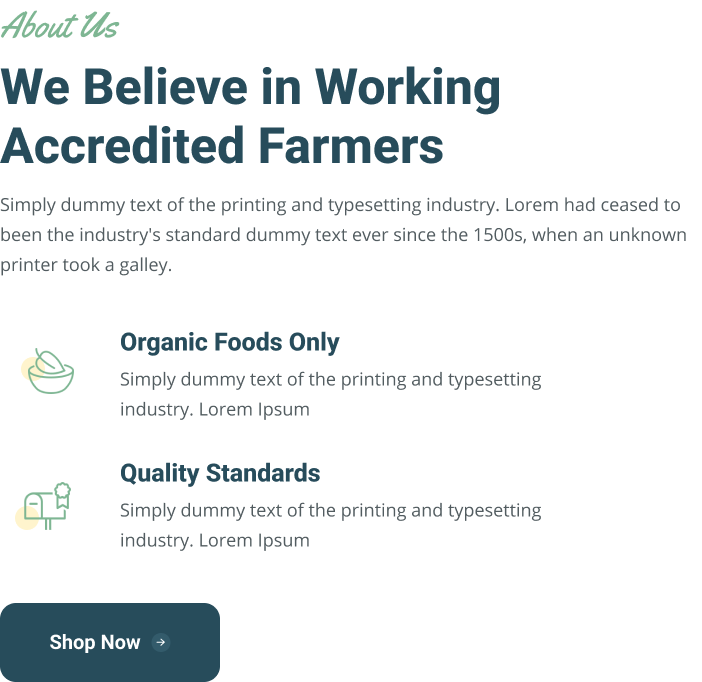 About Us
We Believe in Working
Accredited Farmers
Simply dummy text of the printing and typesetting industry. Lorem had ceased to
been the industry's standard dummy text ever since the 1500s, when an unknown
printer took a galley.
Organic Foods Only
Simply dummy text of the printing and typesetting
industry. Lorem Ipsum
Quality Standards
Simply dummy text of the printing and typesetting
industry. Lorem Ipsum
Shop Now